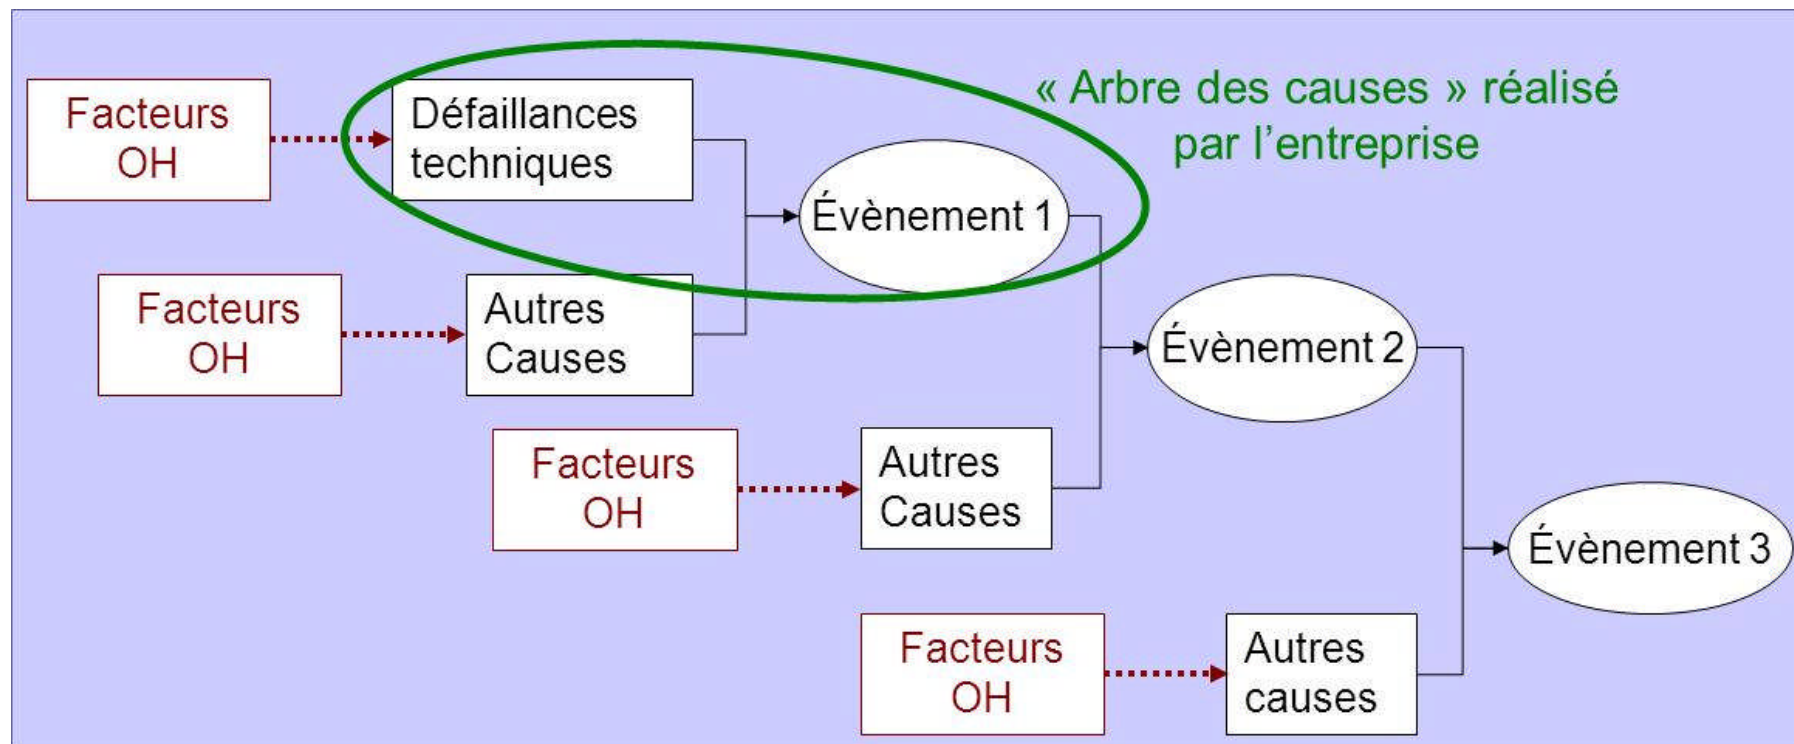 Facteurs
OH
Défaillances
techniques
« Arbre des causes » réalisé
par l'entreprise
Évènement 1
Facteurs
OH
Autres
Causes
Évènement 2
Facteurs
OH
Autres
Causes
Évènement 3
Facteurs
OH
Autres
causes